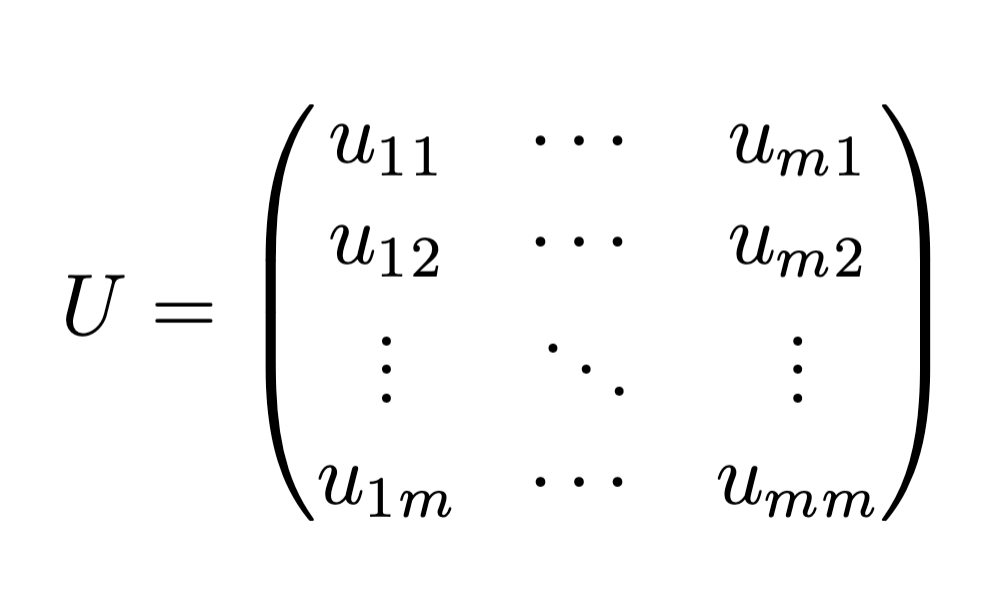 U = \begin{pmatrix} u_{11} & \cdots & u_{m1} \\ u_{12} & \cdots & u_{m2} \\ \vdots & \ddots & \vdots \\ u_{1m} & \cdots & u_{mm} \end{pmatrix}